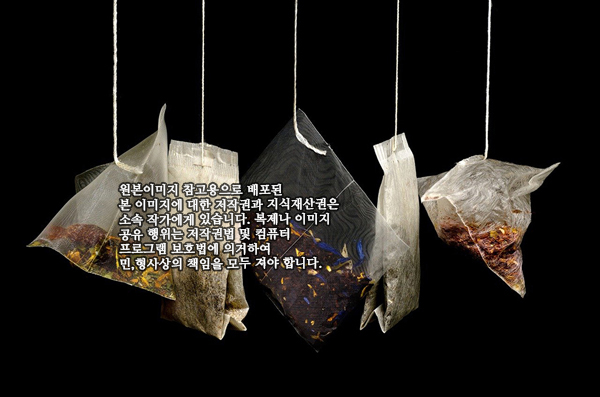 원본이미지 참고용으로 배포된
본 이미지에 대한 저작권과 지식재산권은
소속 작가에게 있습니다. 복제나 이미지
공유 행위는 저작권법 및 컴퓨터
프로그램 보호법에 의거하여
민,형사상의 책임을 모두 져야 합니다.